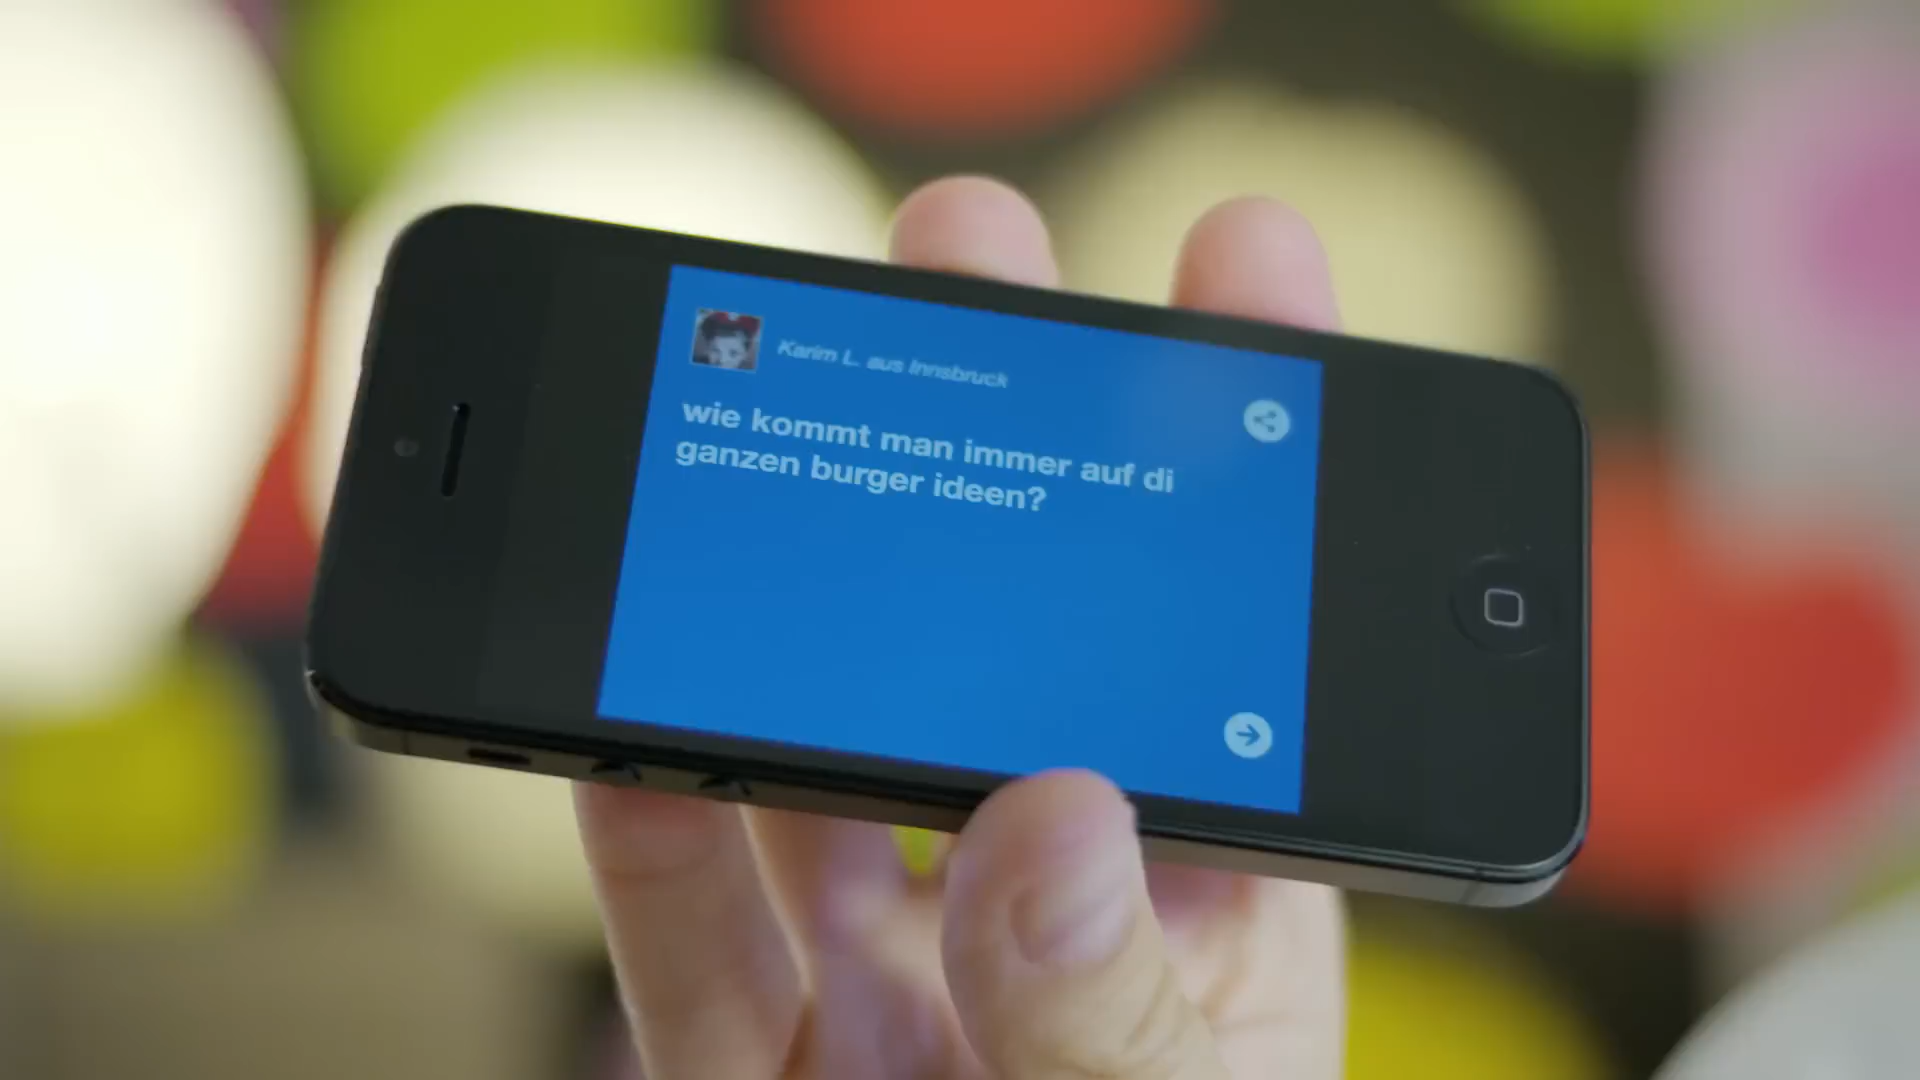 Karim L. aus Innsbruck
wie kommt man immer auf di
ganzen burger ideen?